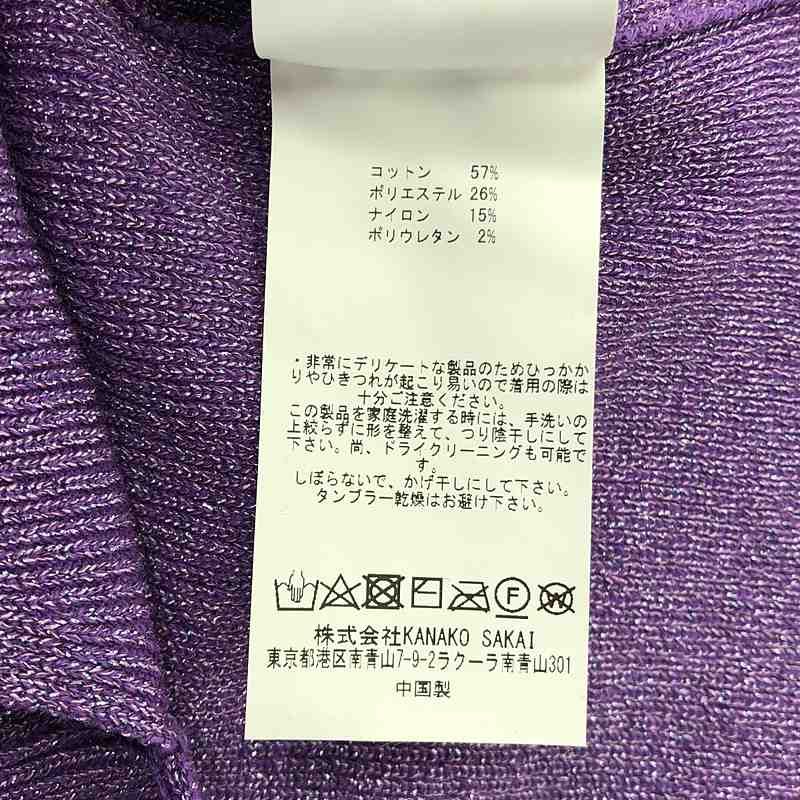 コットン 57%
ポリエステル 26%
ナイロン 15%
ポリウレタン 2%
・非常にデリケートな製品のためひっかか
りやひきつれが起こり易いので着用の際は
十分ご注意ください。
この製品を家庭洗濯する時には、手洗いの
上絞らずに形を整えて、つり陰干しにして
下さい。尚、ドライクリーニングも可能で
す。
しぼらないで、かげ干しにして下さい。
タンブラー乾燥はお避け下さい。
F W
株式会社KANAKO SAKAI
東京都港区南青山7-9-2ラクーラ南青山301
中国製